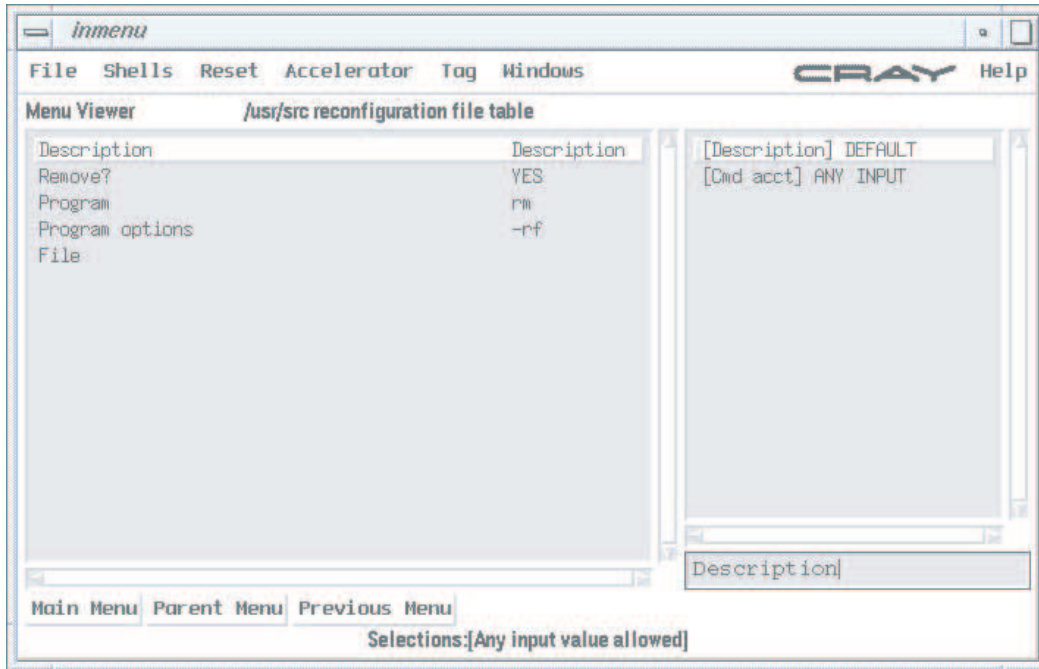 inmenu
File Shells Reset Accelerator Tag Windows CRAY Help
Menu Viewer /usr/src reconfiguration file table
Description Description
Remove? YES
Program rm
Program options -rf
File
[Description] DEFAULT
[Cmd acct] ANY INPUT
Description
Main Menu Parent Menu Previous Menu
Selections:[Any input value allowed]